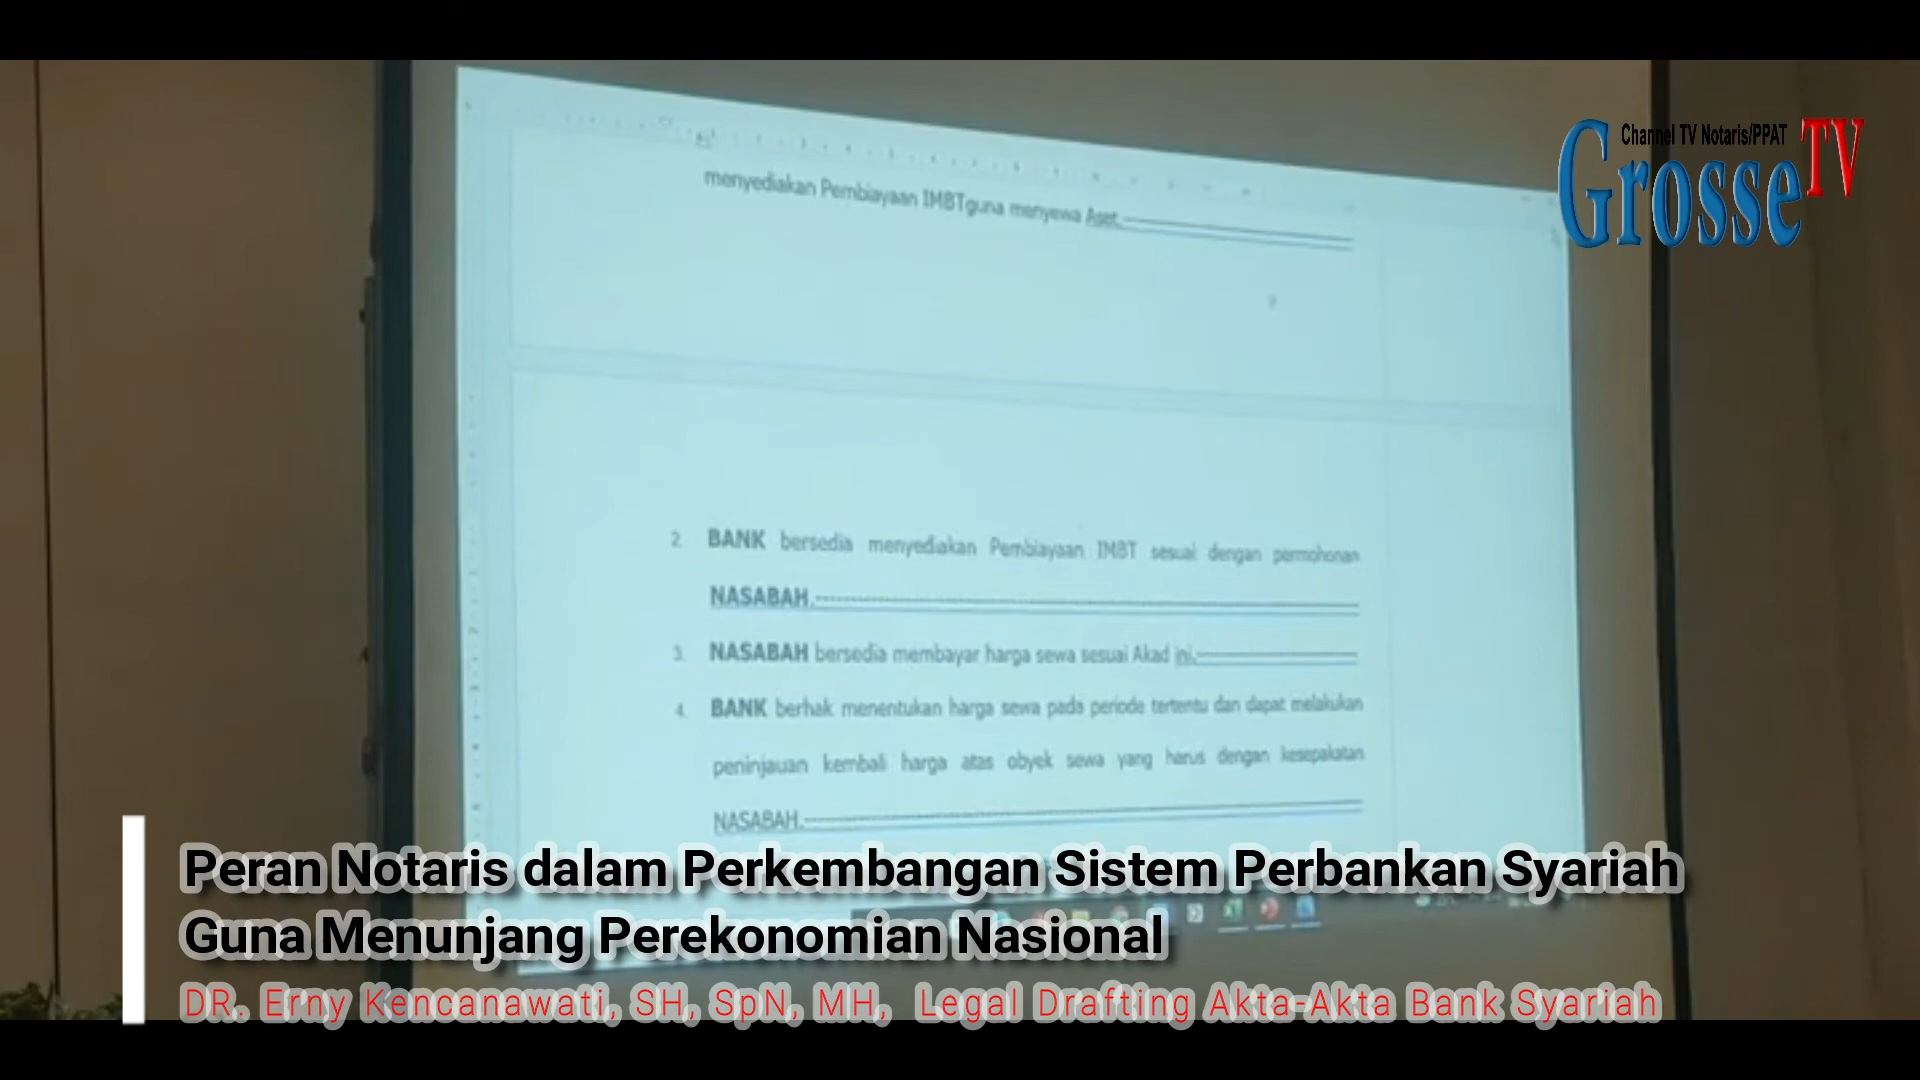 Channel TV Notaris/PPAT
GrosseTV
menyediakan Pembiayaan IMBTguna menyewa Aset.
2. BANK bersedia menyediakan Pembiayaan IMBT sesuai dengan permohonan
NASABAH.
3. NASABAH bersedia membayar harga sewa sesuai Akad ini.
4. BANK berhak menentukan harga sewa pada periode tertentu dan dapat melakukan
peninjauan kembali harga atas obyek sewa yang harus dengan kesepakatan
NASABAH.
Peran Notaris dalam Perkembangan Sistem Perbankan Syariah
Guna Menunjang Perekonomian Nasional
DR. Erny Kencanawati, SH, SpN, MH, Legal Drafting Akta-Akta Bank Syariah